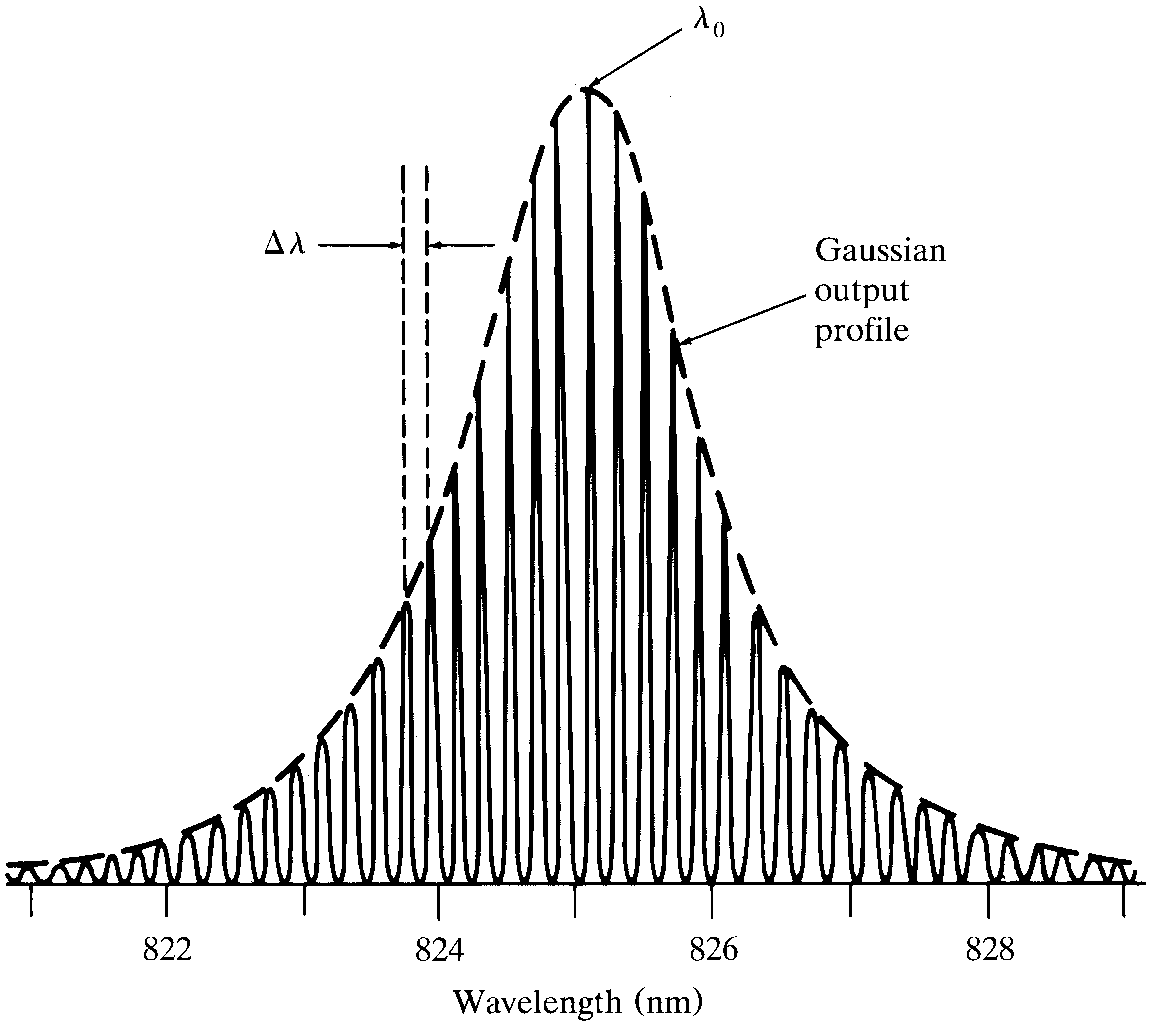 λ₀
Δλ
Gaussian
output
profile
822 824 826 828
Wavelength (nm)